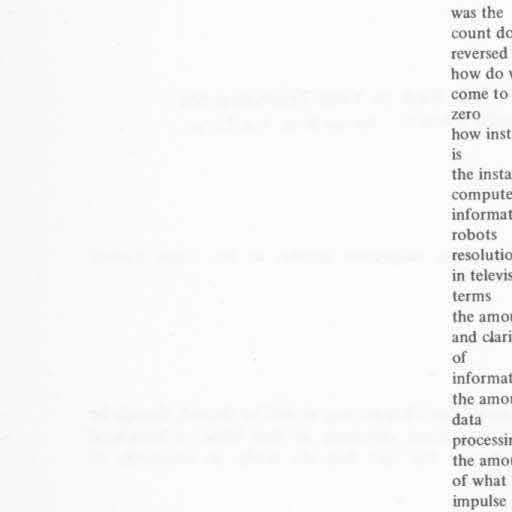 was the
count do
reversed
how do
come to
zero
how inst
is
the insta
compute
informat
robots
resolutio
in televis
terms
the amou
and clari
of
informat
the amou
data
processin
the amou
of what
impulse